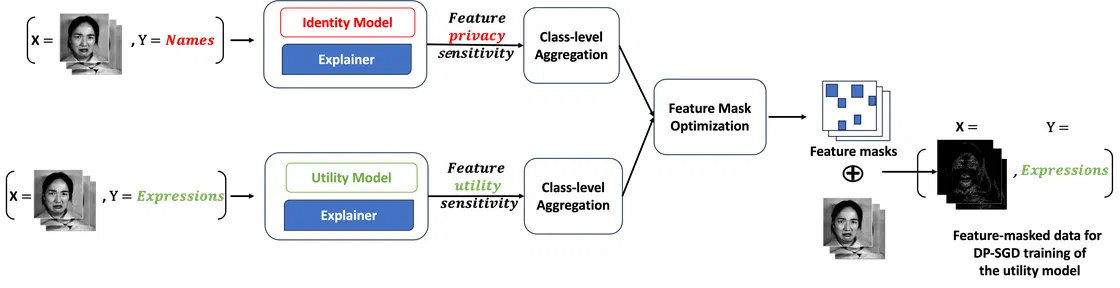 X = , Y = Names
Identity Model
Explainer
Feature
privacy
sensitivity
Class-level
Aggregation
X = , Y = Expressions
Utility Model
Explainer
Feature
utility
sensitivity
Class-level
Aggregation
Feature Mask
Optimization
Feature masks
X = Y =
, Expressions
Feature-masked data for
DP-SGD training of
the utility model